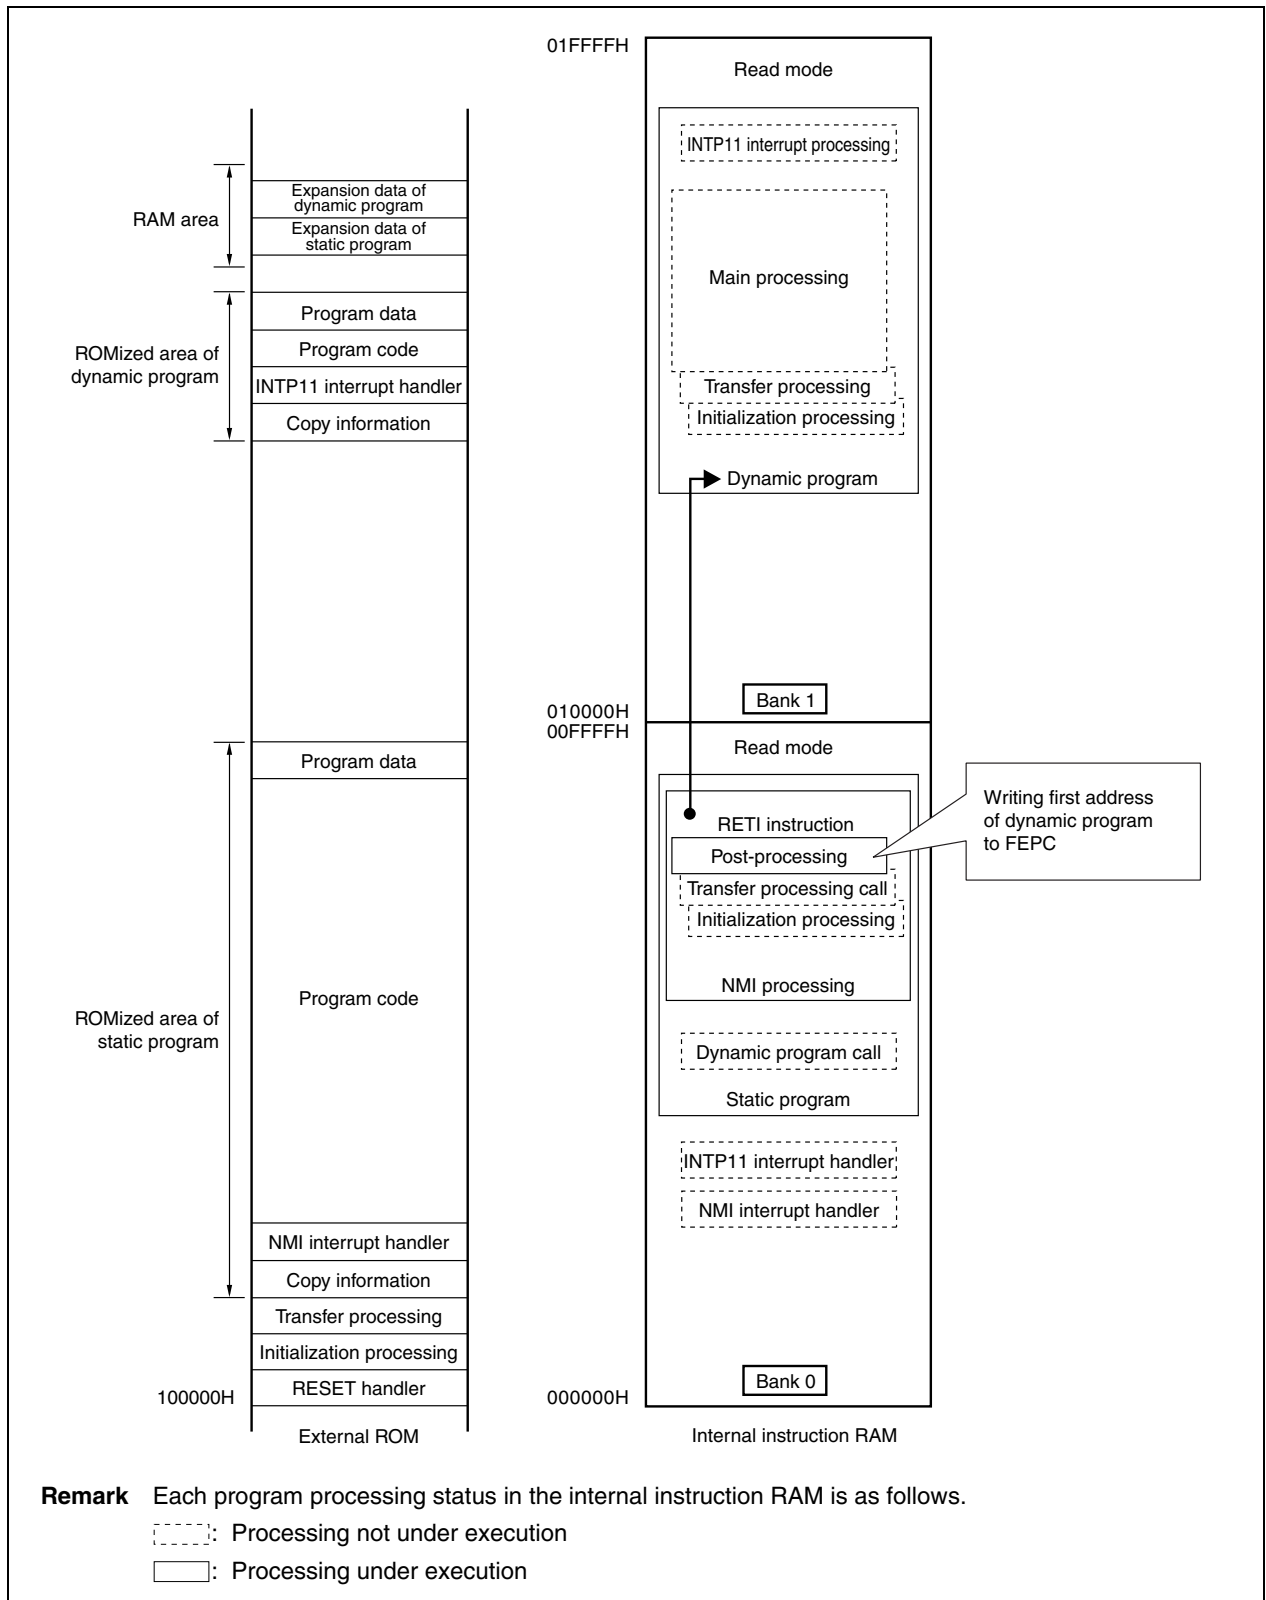 01FFFFH
Read mode
INTP11 interrupt processing
Main processing
Transfer processing
Initialization processing
Dynamic program
Bank 1
010000H
00FFFFH
Read mode
RETI instruction
Post-processing
Transfer processing call
Initialization processing
NMI processing
Dynamic program call
Static program
INTP11 interrupt handler
NMI interrupt handler
Bank 0
000000H
Internal instruction RAM
Writing first address
of dynamic program
to FEPC
RAM area
Expansion data of
dynamic program
Expansion data of
static program
ROMized area of
dynamic program
Program data
Program code
INTP11 interrupt handler
Copy information
ROMized area of
static program
Program data
Program code
NMI interrupt handler
Copy information
Transfer processing
Initialization processing
RESET handler
100000H
External ROM
Remark Each program processing status in the internal instruction RAM is as follows.
: Processing not under execution
: Processing under execution